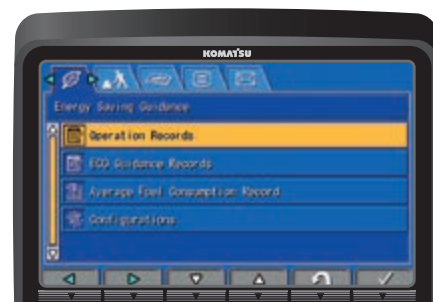 KOMATSU
Energy Saving Guidance
Operation Records
ECO Guidance Records
Average Fuel Consumption Record
Configurations